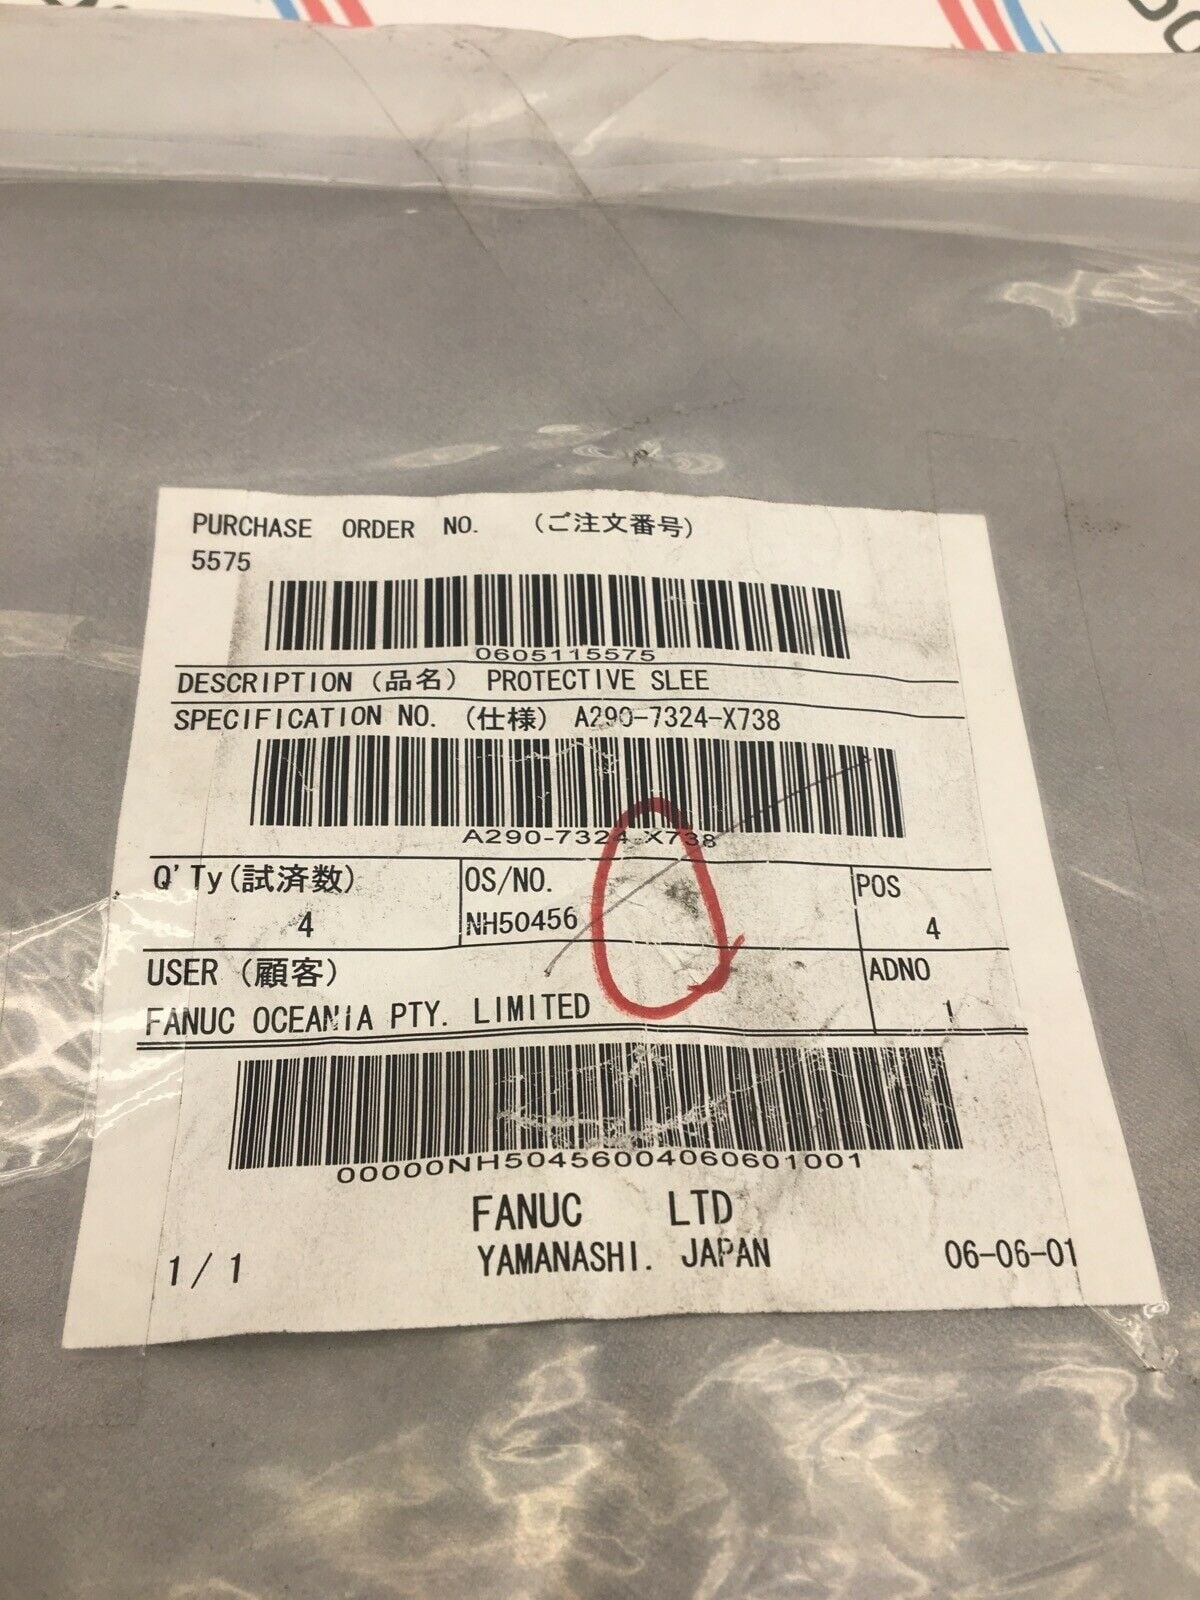 PURCHASE ORDER NO. (ご注文番号)
5575
0605115575
DESCRIPTION (品名) PROTECTIVE SLEE
SPECIFICATION NO. (仕様) A290-7324-X738
A290-7324-X738
Q'Ty(試済数) OS/NO. POS
4 NH50456 4
USER (顧客) ADNO
FANUC OCEANIA PTY. LIMITED 1
00000NH50456004060601001
FANUC LTD
1/1 YAMANASHI. JAPAN 06-06-01